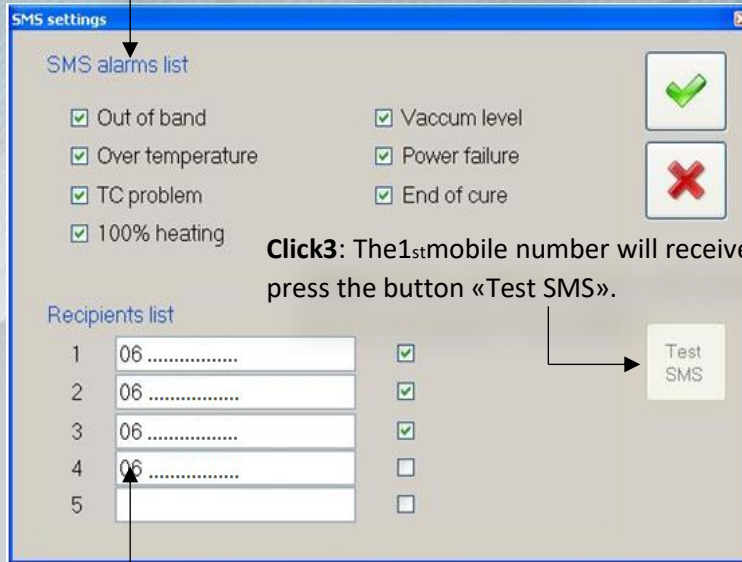 SMS settings
SMS alarms list
Out of band
Vaccum level
Over temperature
Power failure
TC problem
End of cure
100% heating
Click3: The1stmobile number will receive
press the button «Test SMS».
Recipients list
1 06 .................
2 06 .................
3 06 .................
4 06 .................
5
Test
SMS